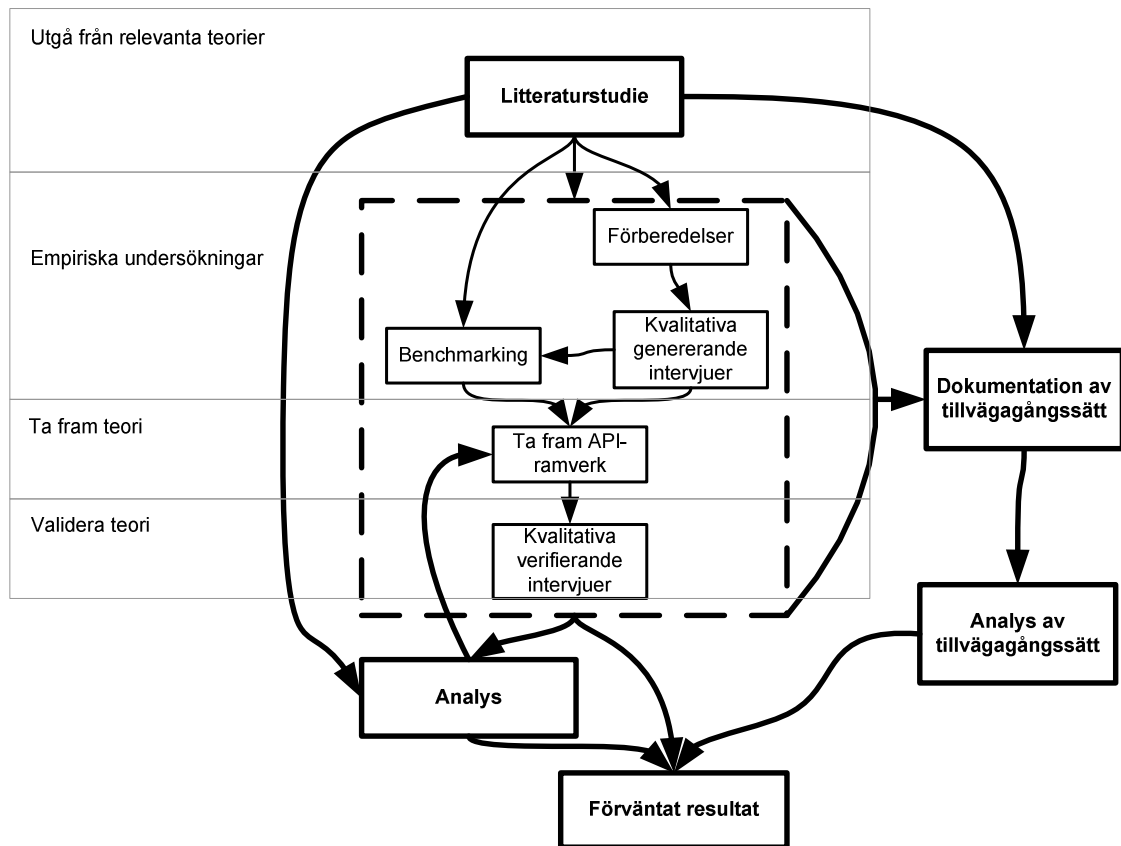 Utgå från relevanta teorier
Litteraturstudie
Empiriska undersökningar
Förberedelser
Benchmarking
Kvalitativa
genererande
intervjuer
Ta fram teori
Ta fram API-
ramverk
Validera teori
Kvalitativa
verifierande
intervjuer
Dokumentation av
tillvägagångssätt
Analys av
tillvägagångssätt
Analys
Förväntat resultat